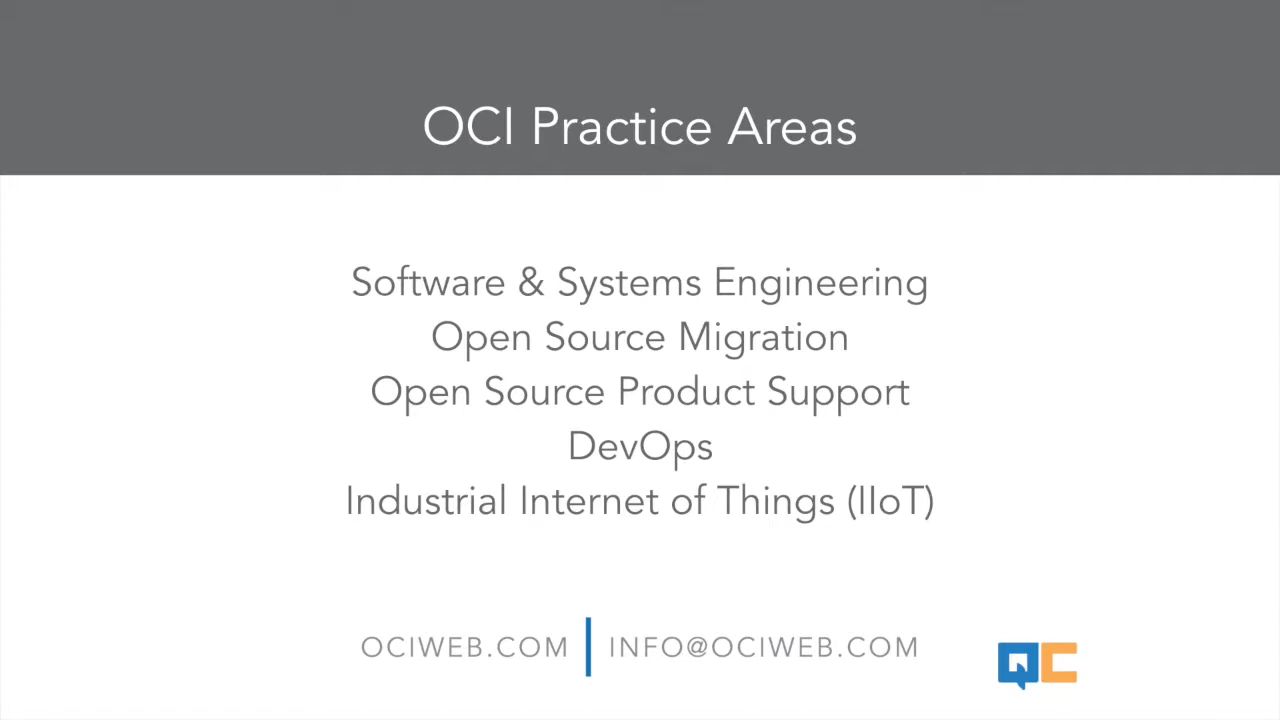 OCI Practice Areas
Software & Systems Engineering
Open Source Migration
Open Source Product Support
DevOps
Industrial Internet of Things (IIoT)
OCIWEB.COM | INFO@OCIWEB.COM
QC